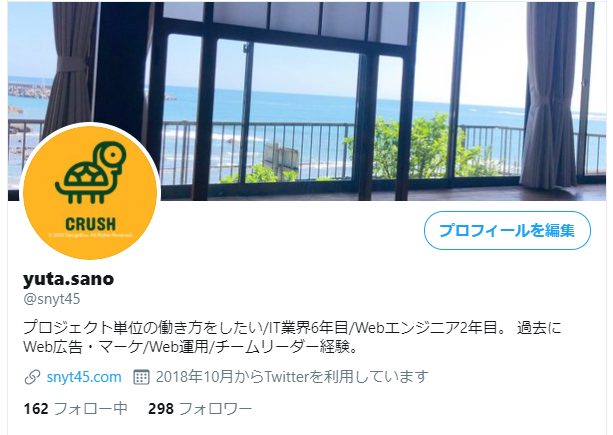 CRUSH
プロフィールを編集
yuta.sano
@snyt45
プロジェクト単位の働き方をしたい/IT業界6年目/Webエンジニア2年目。 過去に
Web広告・マーケ/Web運用/チームリーダー経験。
snyt45.com 2018年10月からTwitterを利用しています
162 フォロー中 298 フォロワー